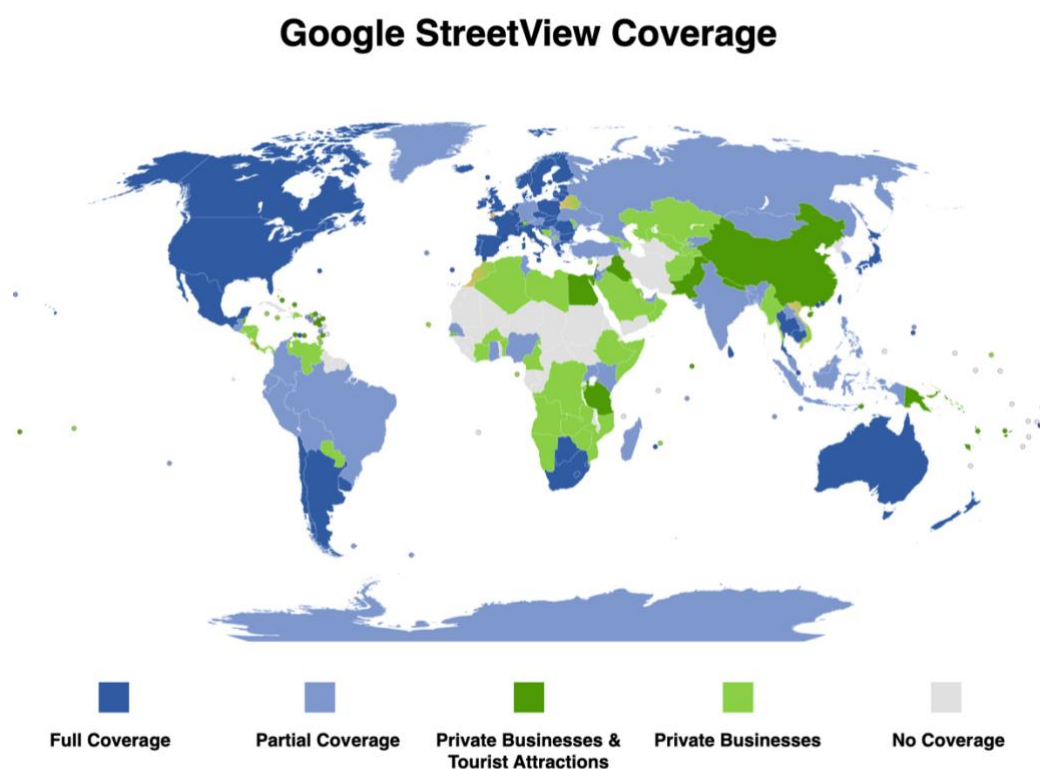 Google StreetView Coverage
Full Coverage
Partial Coverage
Private Businesses &
Tourist Attractions
Private Businesses
No Coverage